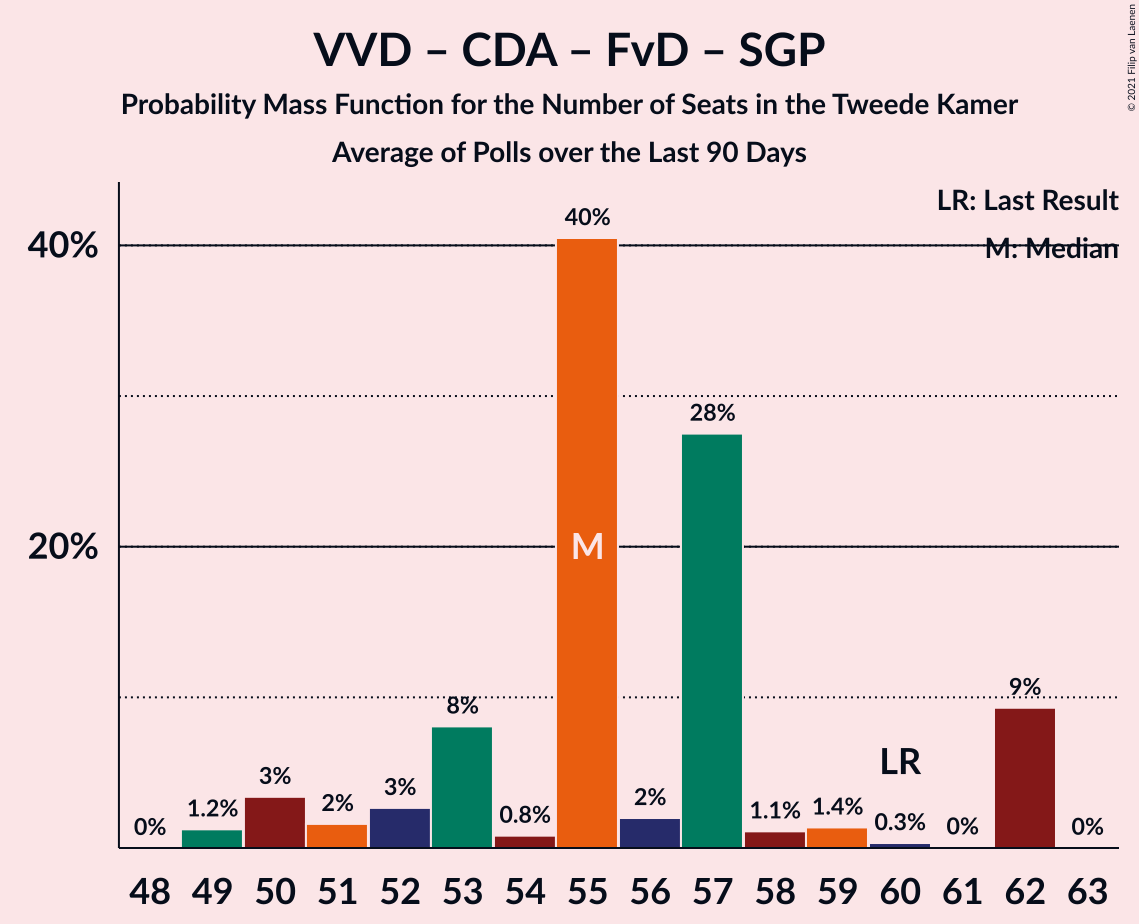 VVD – CDA – FvD – SGP
Probability Mass Function for the Number of Seats in the Tweede Kamer
Average of Polls over the Last 90 Days
© 2021 Filip van Laenen
LR: Last Result
M: Median
40%
20%
0%
1.2%
3%
2%
3%
8%
0.8%
40%
M
2%
28%
1.1%
1.4%
LR
0.3%
0%
9%
0%
48 49 50 51 52 53 54 55 56 57 58 59 60 61 62 63